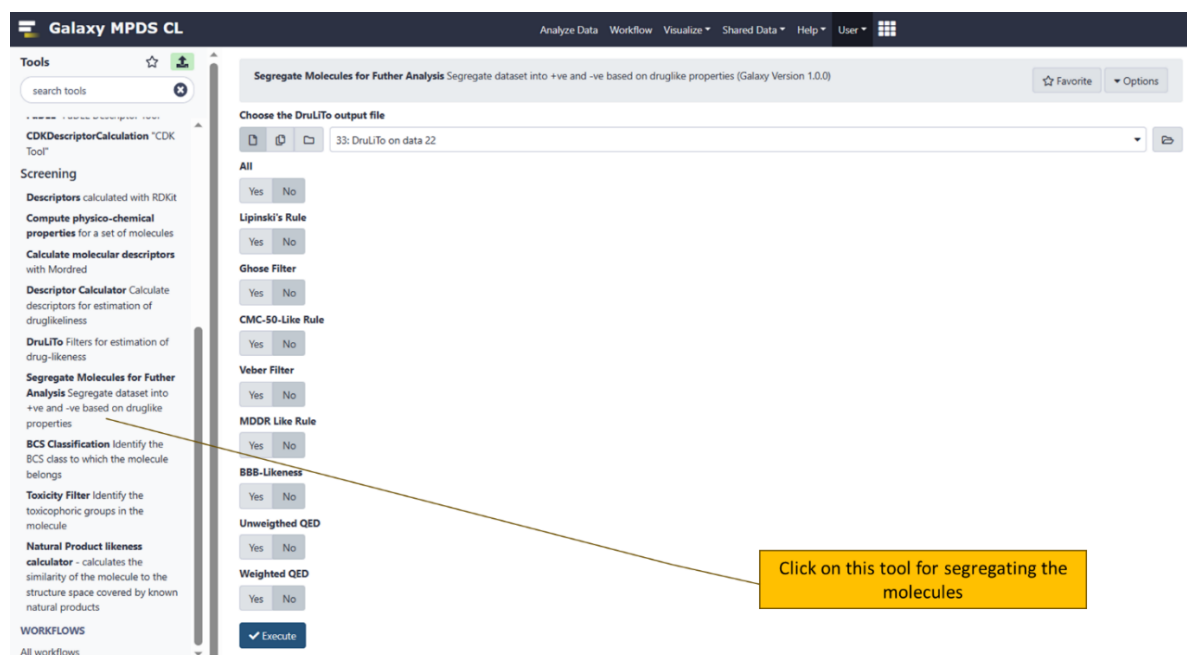 Galaxy MPDS CL
Analyze Data Workflow Visualize Shared Data Help User
Tools
search tools
CDKDescriptorCalculation "CDK
Tool"
Screening
Descriptors calculated with RDKit
Compute physico-chemical
properties for a set of molecules
Calculate molecular descriptors
with Mordred
Descriptor Calculator Calculate
descriptors for estimation of
druglikeliness
DruLiTo Filters for estimation of
drug-likeness
Segregate Molecules for Futher
Analysis Segregate dataset into
+ve and -ve based on druglike
properties
BCS Classification Identify the
BCS class to which the molecule
belongs
Toxicity Filter Identify the
toxicophoric groups in the
molecule
Natural Product likeness
calculator - calculates the
similarity of the molecule to the
structure space covered by known
natural products
WORKFLOWS
All workflows
Segregate Molecules for Futher Analysis Segregate dataset into +ve and -ve based on druglike properties (Galaxy Version 1.0.0)
Favorite Options
Choose the DruLiTo output file
33: DruLiTo on data 22
All
Yes No
Lipinski's Rule
Yes No
Ghose Filter
Yes No
CMC-50-Like Rule
Yes No
Veber Filter
Yes No
MDDR Like Rule
Yes No
BBB-Likeness
Yes No
Unweigthed QED
Yes No
Weighted QED
Yes No
Execute
Click on this tool for segregating the
molecules